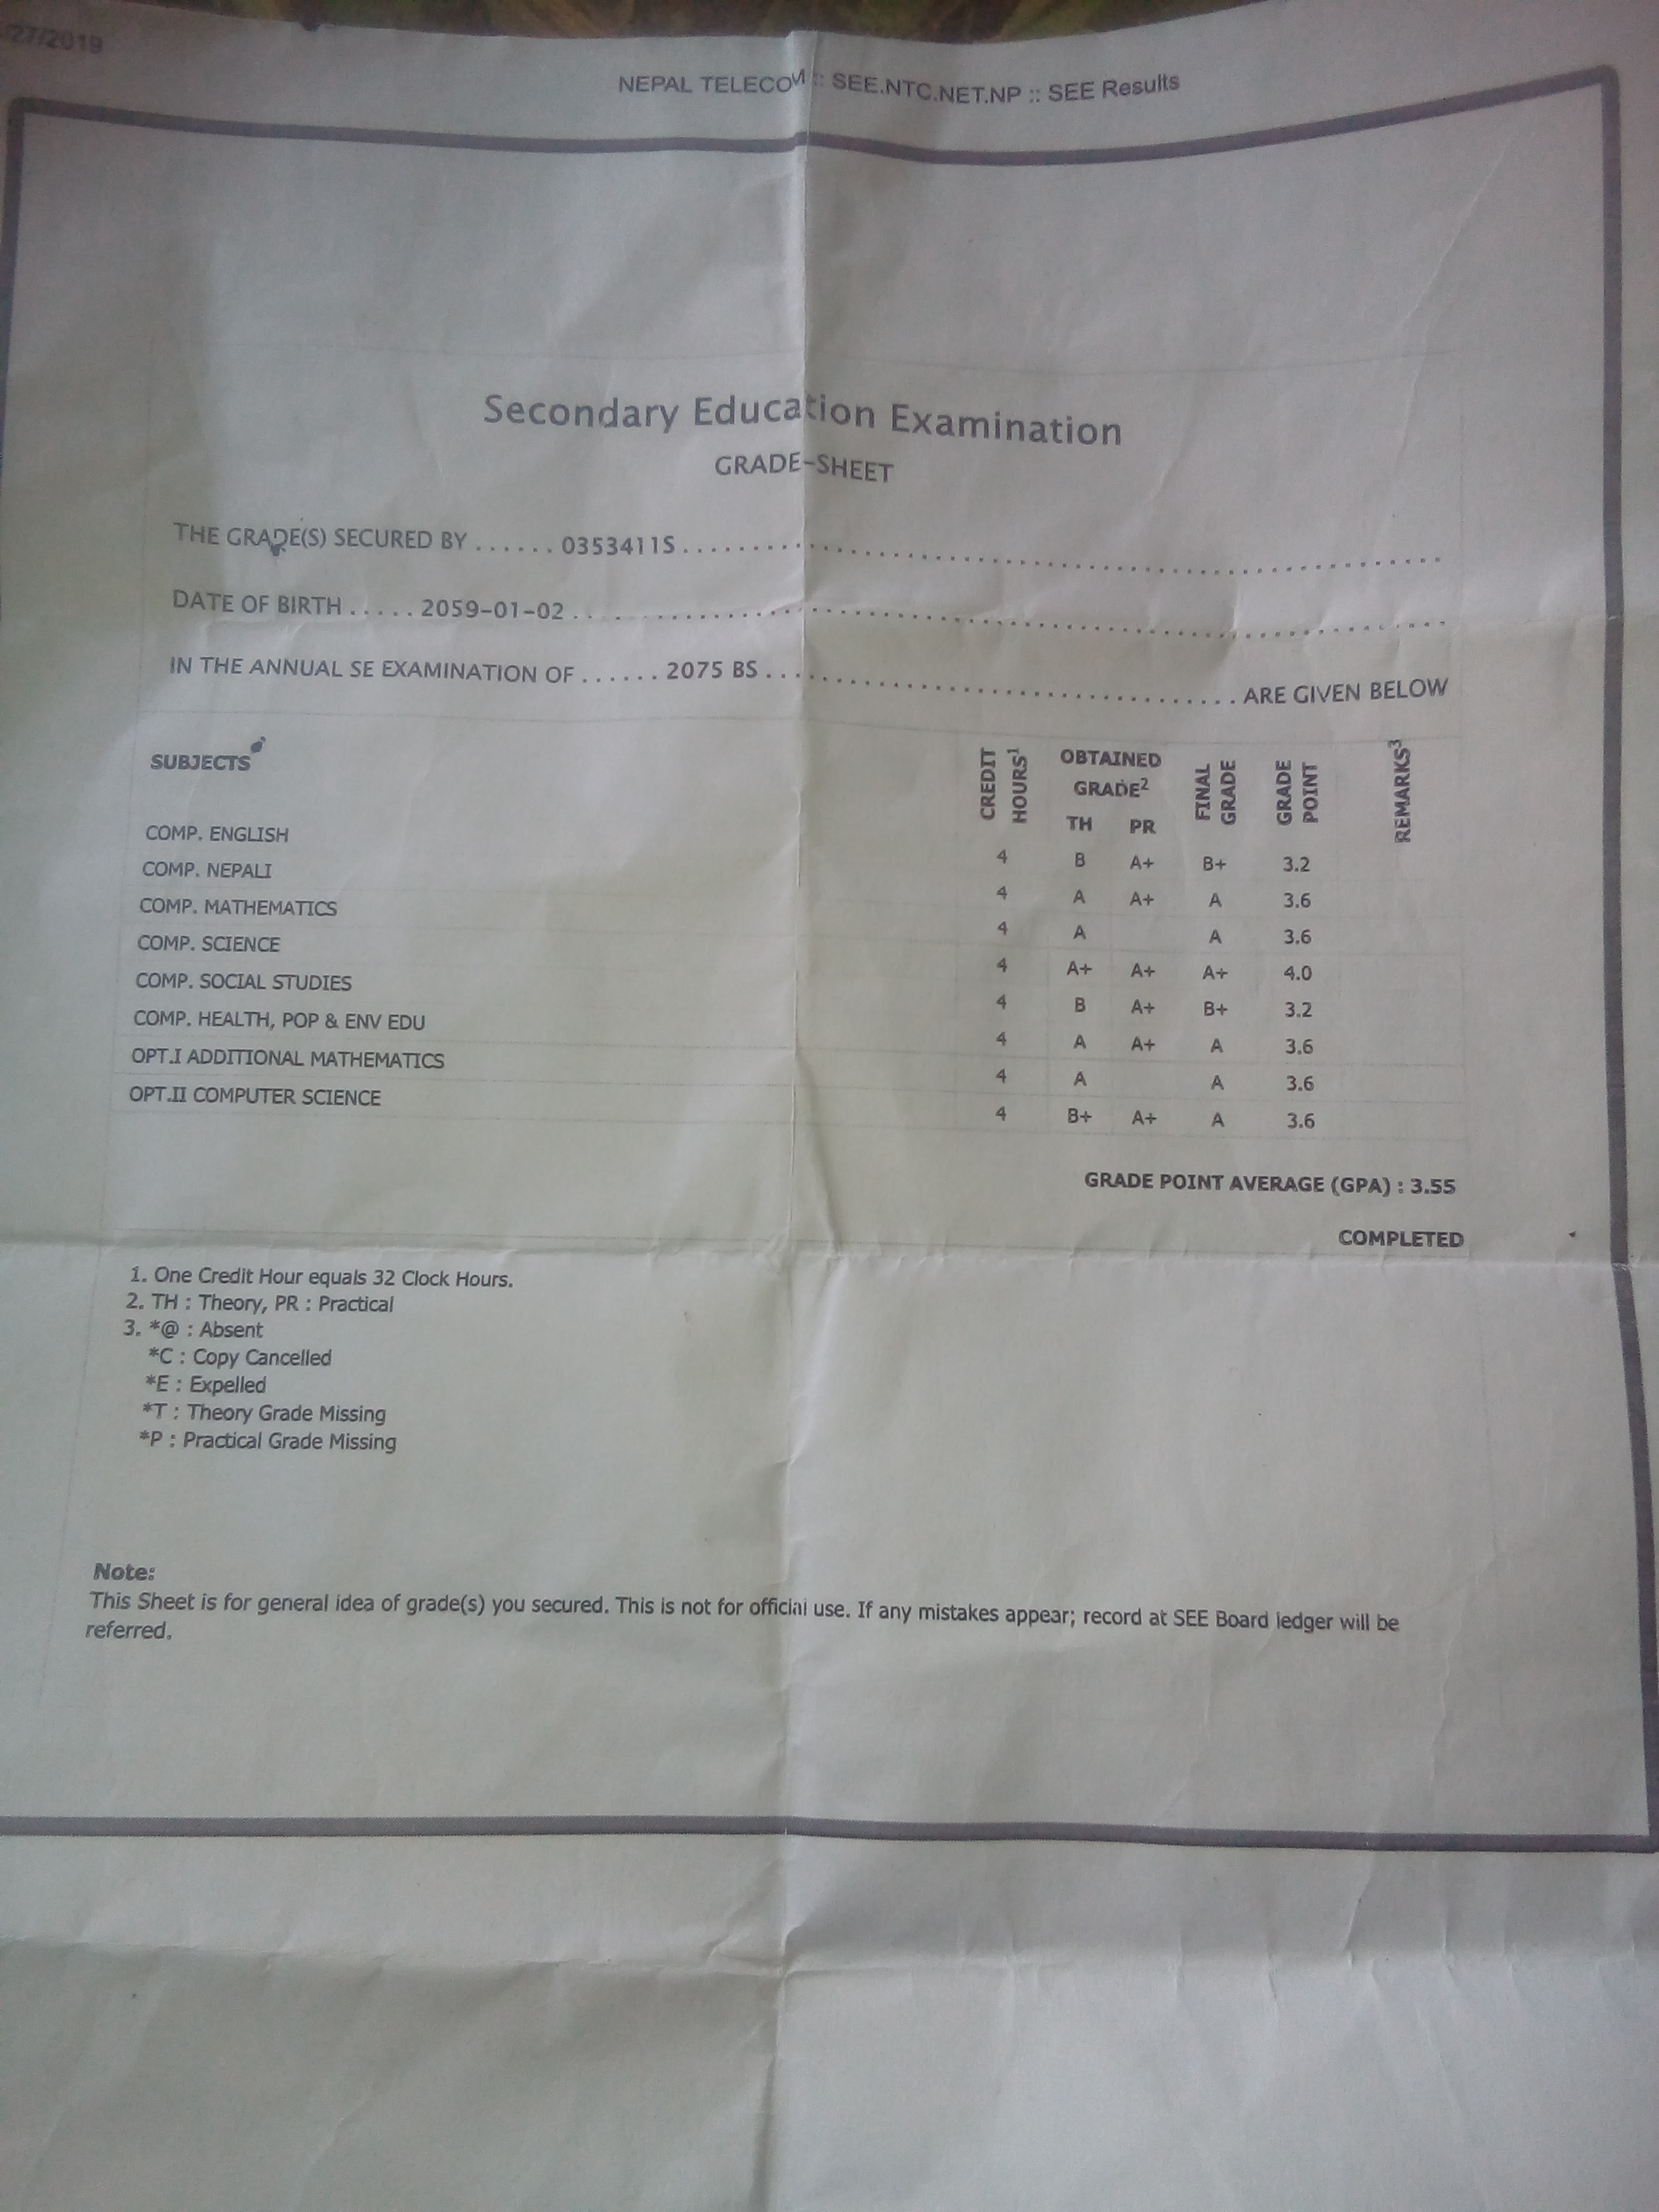 /27/2019
NEPAL TELECOM :: SEE.NTC.NET.NP :: SEE Results
Secondary Education Examination
GRADE-SHEET
THE GRADE(S) SECURED BY ...... 0353411S ......
DATE OF BIRTH ..... 2059-01-02 ......
IN THE ANNUAL SE EXAMINATION OF ...... 2075 BS ...... ARE GIVEN BELOW
SUBJECTS CREDIT HOURS1 OBTAINED GRADE2 FINAL GRADE GRADE POINT REMARKS3
TH PR
COMP. ENGLISH 4 B A+ B+ 3.2
COMP. NEPALI 4 A A+ A 3.6
COMP. MATHEMATICS 4 A A 3.6
COMP. SCIENCE 4 A+ A+ A+ 4.0
COMP. SOCIAL STUDIES 4 B A+ B+ 3.2
COMP. HEALTH, POP & ENV EDU 4 A A+ A 3.6
OPT.I ADDITIONAL MATHEMATICS 4 A A 3.6
OPT.II COMPUTER SCIENCE 4 B+ A+ A 3.6
GRADE POINT AVERAGE (GPA) : 3.55
COMPLETED
1. One Credit Hour equals 32 Clock Hours.
2. TH : Theory, PR : Practical
3. *@ : Absent
*C : Copy Cancelled
*E : Expelled
*T : Theory Grade Missing
*P : Practical Grade Missing
Note:
This Sheet is for general idea of grade(s) you secured. This is not for official use. If any mistakes appear; record at SEE Board ledger will be
referred.